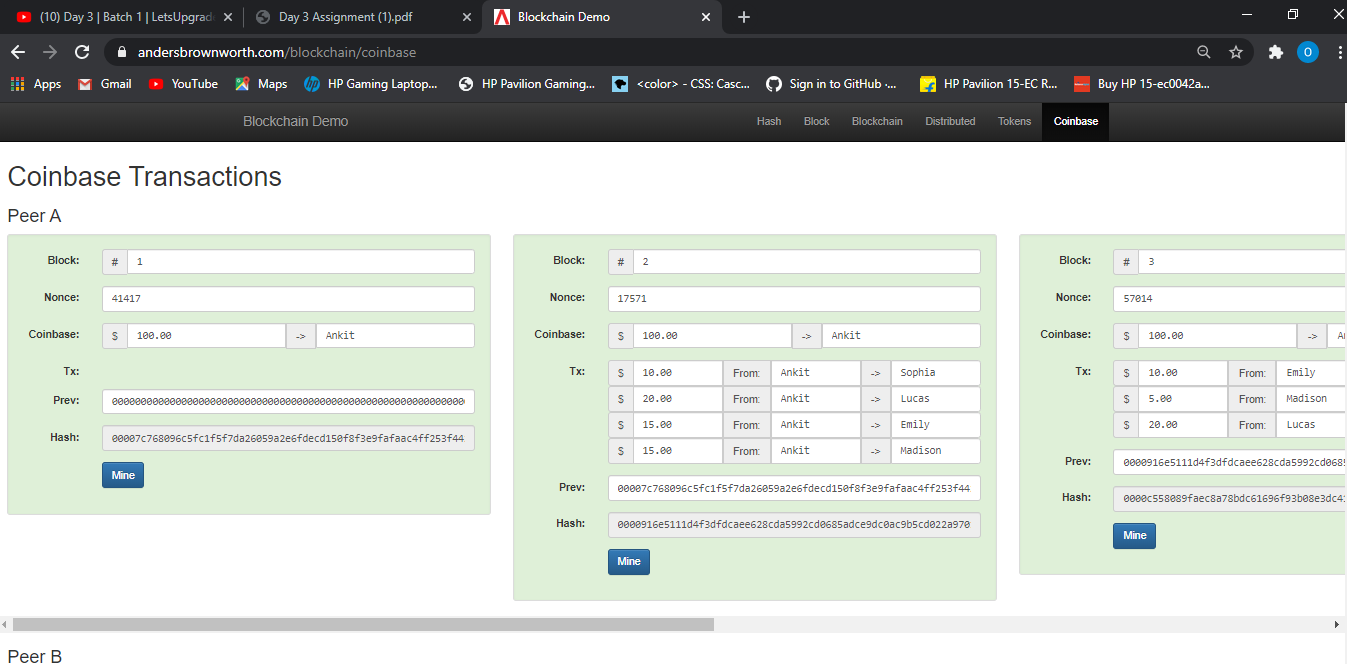 (10) Day 3 | Batch 1 | LetsUpgrad
Day 3 Assignment (1).pdf
Blockchain Demo
andersbrownworth.com/blockchain/coinbase
O
Apps Gmail YouTube Maps HP Gaming Laptop... HP Pavilion Gaming... <color> - CSS: Casc... Sign in to GitHub ·... HP Pavilion 15-EC R... Buy HP 15-ec0042a...
Blockchain Demo Hash Block Blockchain Distributed Tokens Coinbase
Coinbase Transactions
Peer A
Block: # 1
Nonce: 41417
Coinbase: $ 100.00 -> Ankit
Tx:
Prev: 
Hash: 00007c768096c5fc1f5f7da26059a2e6fdecd150f8f3e9fafaac4ff253f44
Mine
Block: # 2
Nonce: 17571
Coinbase: $ 100.00 -> Ankit
Tx: $ 10.00 From: Ankit -> Sophia
$ 20.00 From: Ankit -> Lucas
$ 15.00 From: Ankit -> Emily
$ 15.00 From: Ankit -> Madison
Prev: 00007c768096c5fc1f5f7da26059a2e6fdecd150f8f3e9fafaac4ff253f44
Hash: 0000916e5111d4f3dfdcaee628cda5992cd0685adce9dc0ac9b5cd022a970
Mine
Block: # 3
Nonce: 57014
Coinbase: $ 100.00 -> A
Tx: $ 10.00 From: Emily
$ 5.00 From: Madison
$ 20.00 From: Lucas
Prev: 0000916e5111d4f3dfdcaee628cda5992cd068
Hash: 0000c558089faec8a78bdc61696f93b08e3dc4
Mine
Peer B